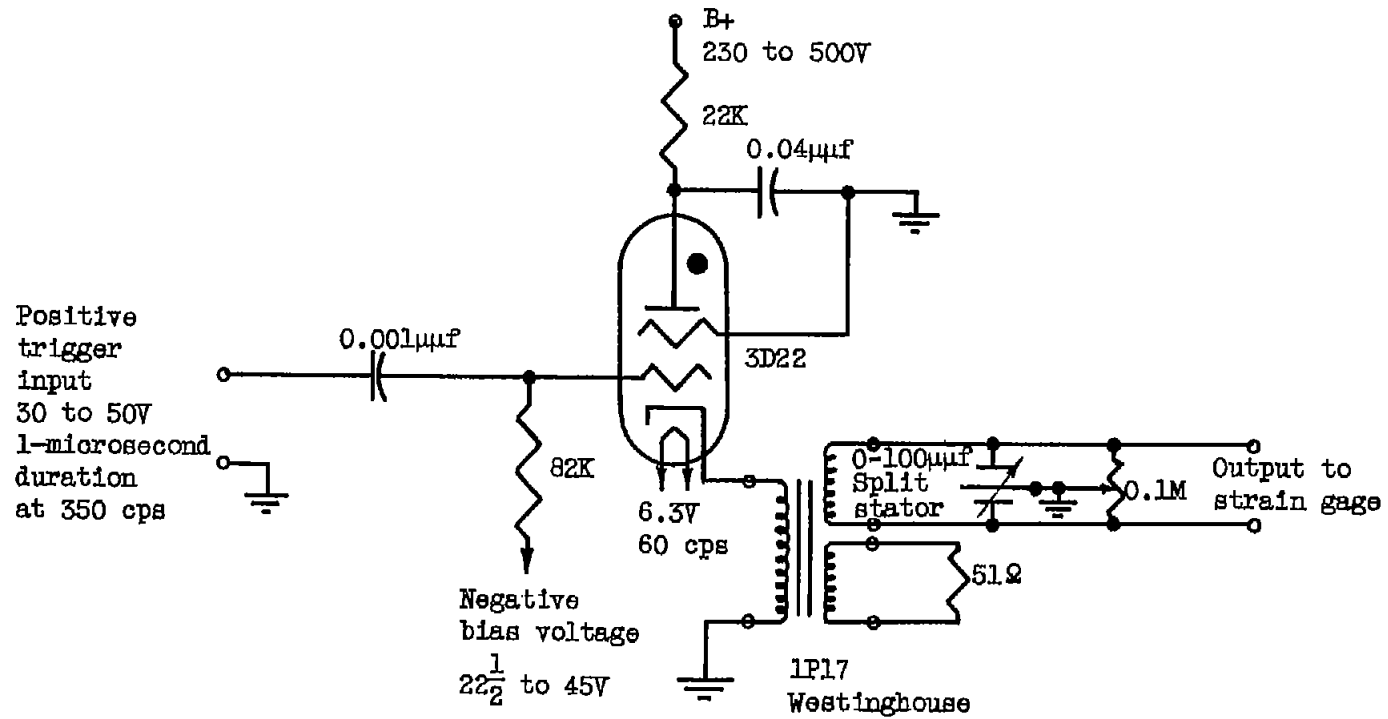 B+
230 to 500V
22K
0.04μμf
Positive
trigger
input
30 to 50V
1-microsecond
duration
at 350 cps
0.001μμf
3D22
82K
6.3V
60 cps
Negative
bias voltage
22 1/2 to 45V
0-100μμf
Split
stator
0.1M
Output to
strain gage
51Ω
1P17
Westinghouse